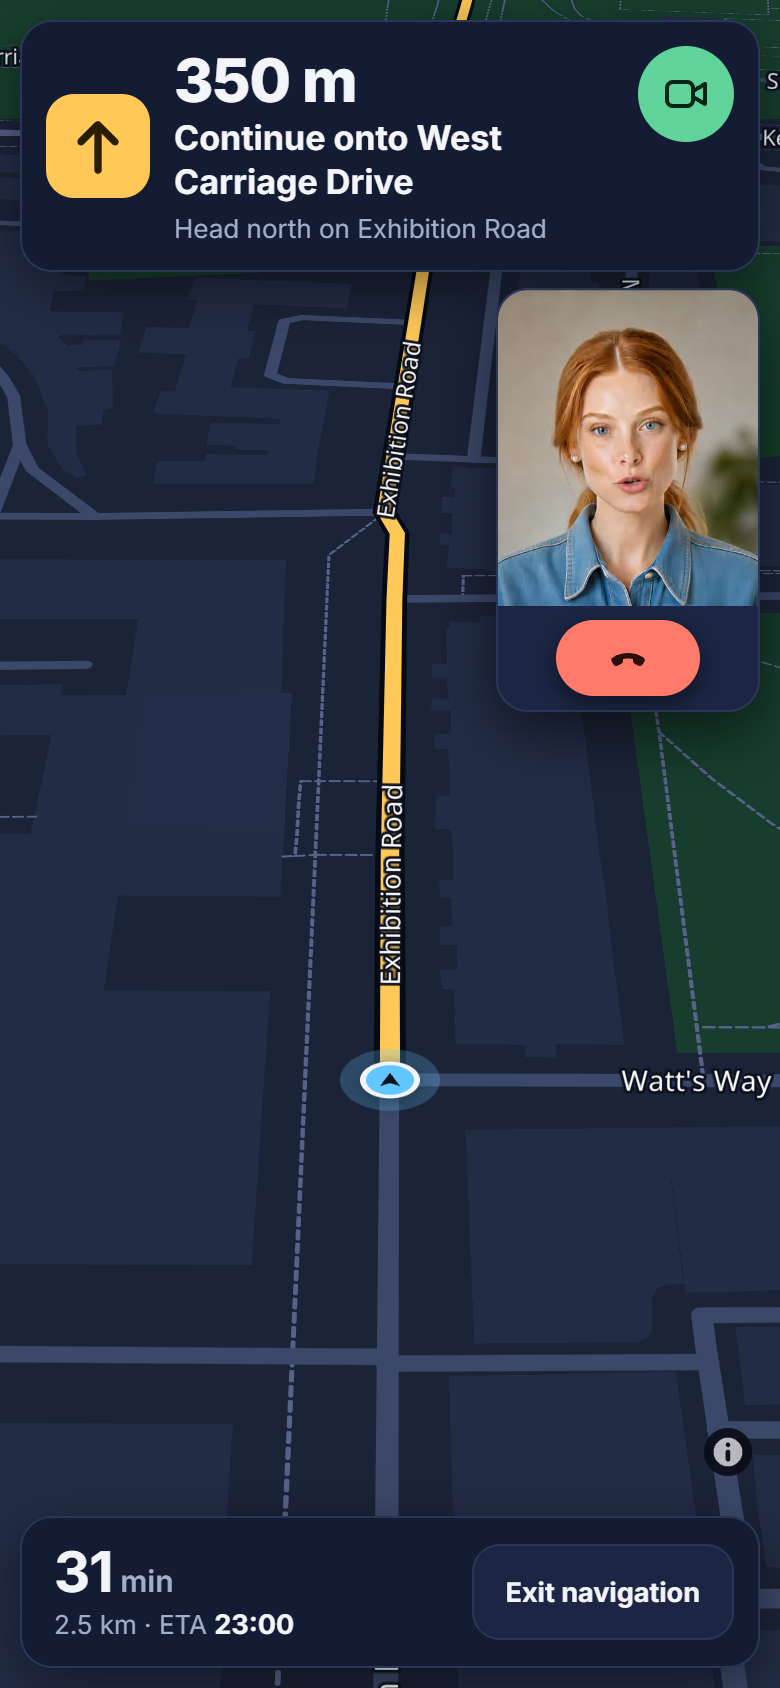 350 m
Continue onto West
Carriage Drive
Head north on Exhibition Road
Exhibition Road
Exhibition Road
Watt's Way
31 min
2.5 km · ETA 23:00
Exit navigation